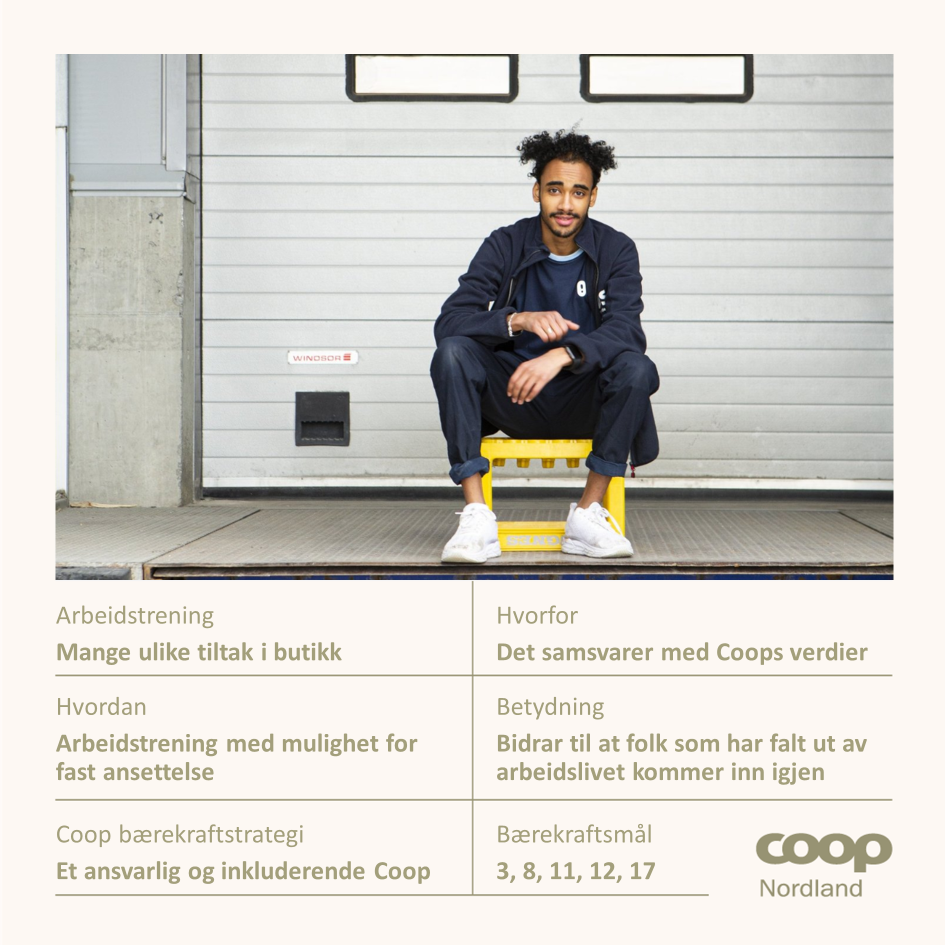 WINDSOR
Arbeidstrening
Mange ulike tiltak i butikk
Hvorfor
Det samsvarer med Coops verdier
Hvordan
Arbeidstrening med mulighet for
fast ansettelse
Betydning
Bidrar til at folk som har falt ut av
arbeidslivet kommer inn igjen
Coop bærekraftstrategi
Et ansvarlig og inkluderende Coop
Bærekraftsmål
3, 8, 11, 12, 17
coop
Nordland